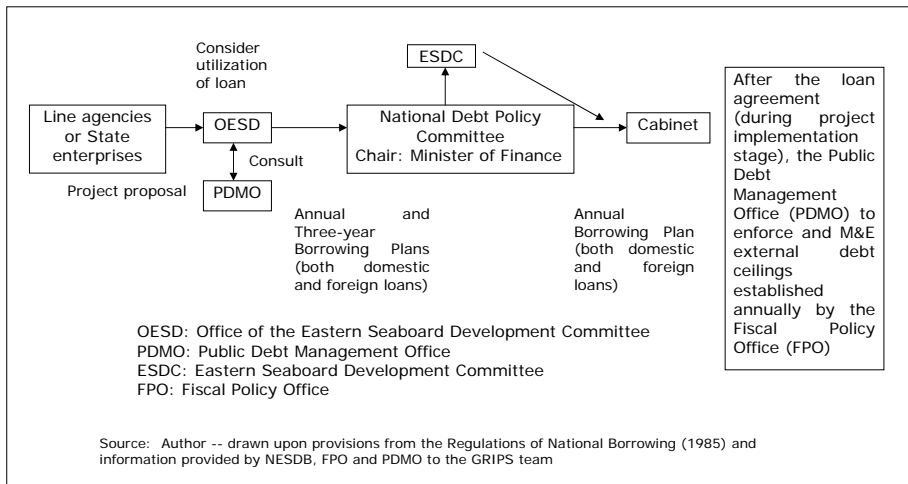 Consider
utilization
of loan
ESDC
Line agencies
or State
enterprises
OESD
National Debt Policy
Committee
Chair: Minister of Finance
Cabinet
Consult
Project proposal
PDMO
Annual and
Three-year
Borrowing Plans
(both domestic
and foreign loans)
Annual
Borrowing Plan
(both domestic
and foreign
loans)
After the loan
agreement
(during project
implementation
stage), the Public
Debt
Management
Office (PDMO) to
enforce and M&E
external debt
ceilings
established
annually by the
Fiscal Policy
Office (FPO)
OESD: Office of the Eastern Seaboard Development Committee
PDMO: Public Debt Management Office
ESDC: Eastern Seaboard Development Committee
FPO: Fiscal Policy Office
Source: Author -- drawn upon provisions from the Regulations of National Borrowing (1985) and
information provided by NESDB, FPO and PDMO to the GRIPS team